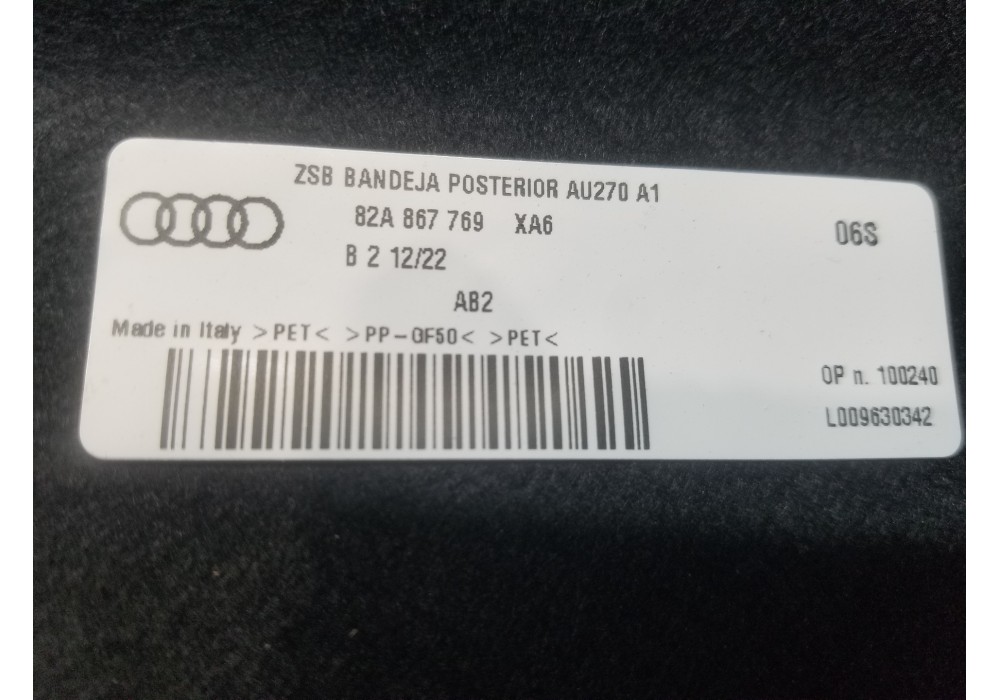 ZSB BANDEJA POSTERIOR AU270 A1
82A 867 769 XA6
06S
B 2 12/22
AB2
Made in Italy >PET< >PP-GF50< >PET<
OP n. 100240
L009630342